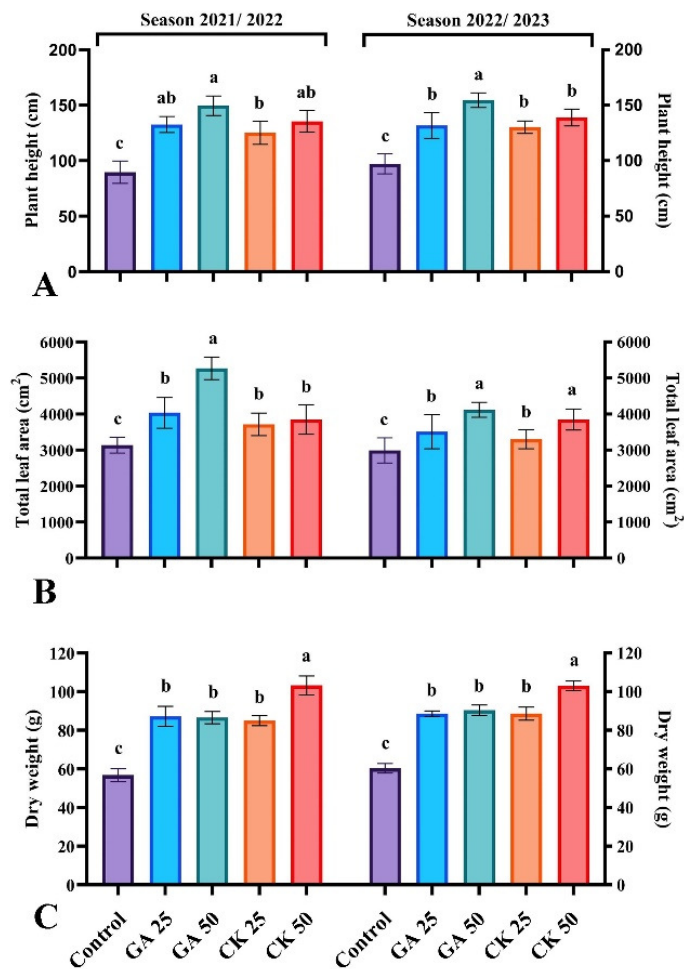 Season 2021/ 2022
Season 2022/ 2023
Plant height (cm)
200
150
100
50
0
c
ab
a
b
ab
c
b
a
b
b
200
150
100
50
0
Plant height (cm)
A
Total leaf area (cm²)
6000
5000
4000
3000
2000
1000
0
c
b
a
b
b
c
b
a
b
a
6000
5000
4000
3000
2000
1000
0
Total leaf area (cm²)
B
Dry weight (g)
120
100
80
60
40
20
0
c
b
b
b
a
c
b
b
b
a
120
100
80
60
40
20
0
Dry weight (g)
C
Control
GA 25
GA 50
CK 25
CK 50
Control
GA 25
GA 50
CK 25
CK 50